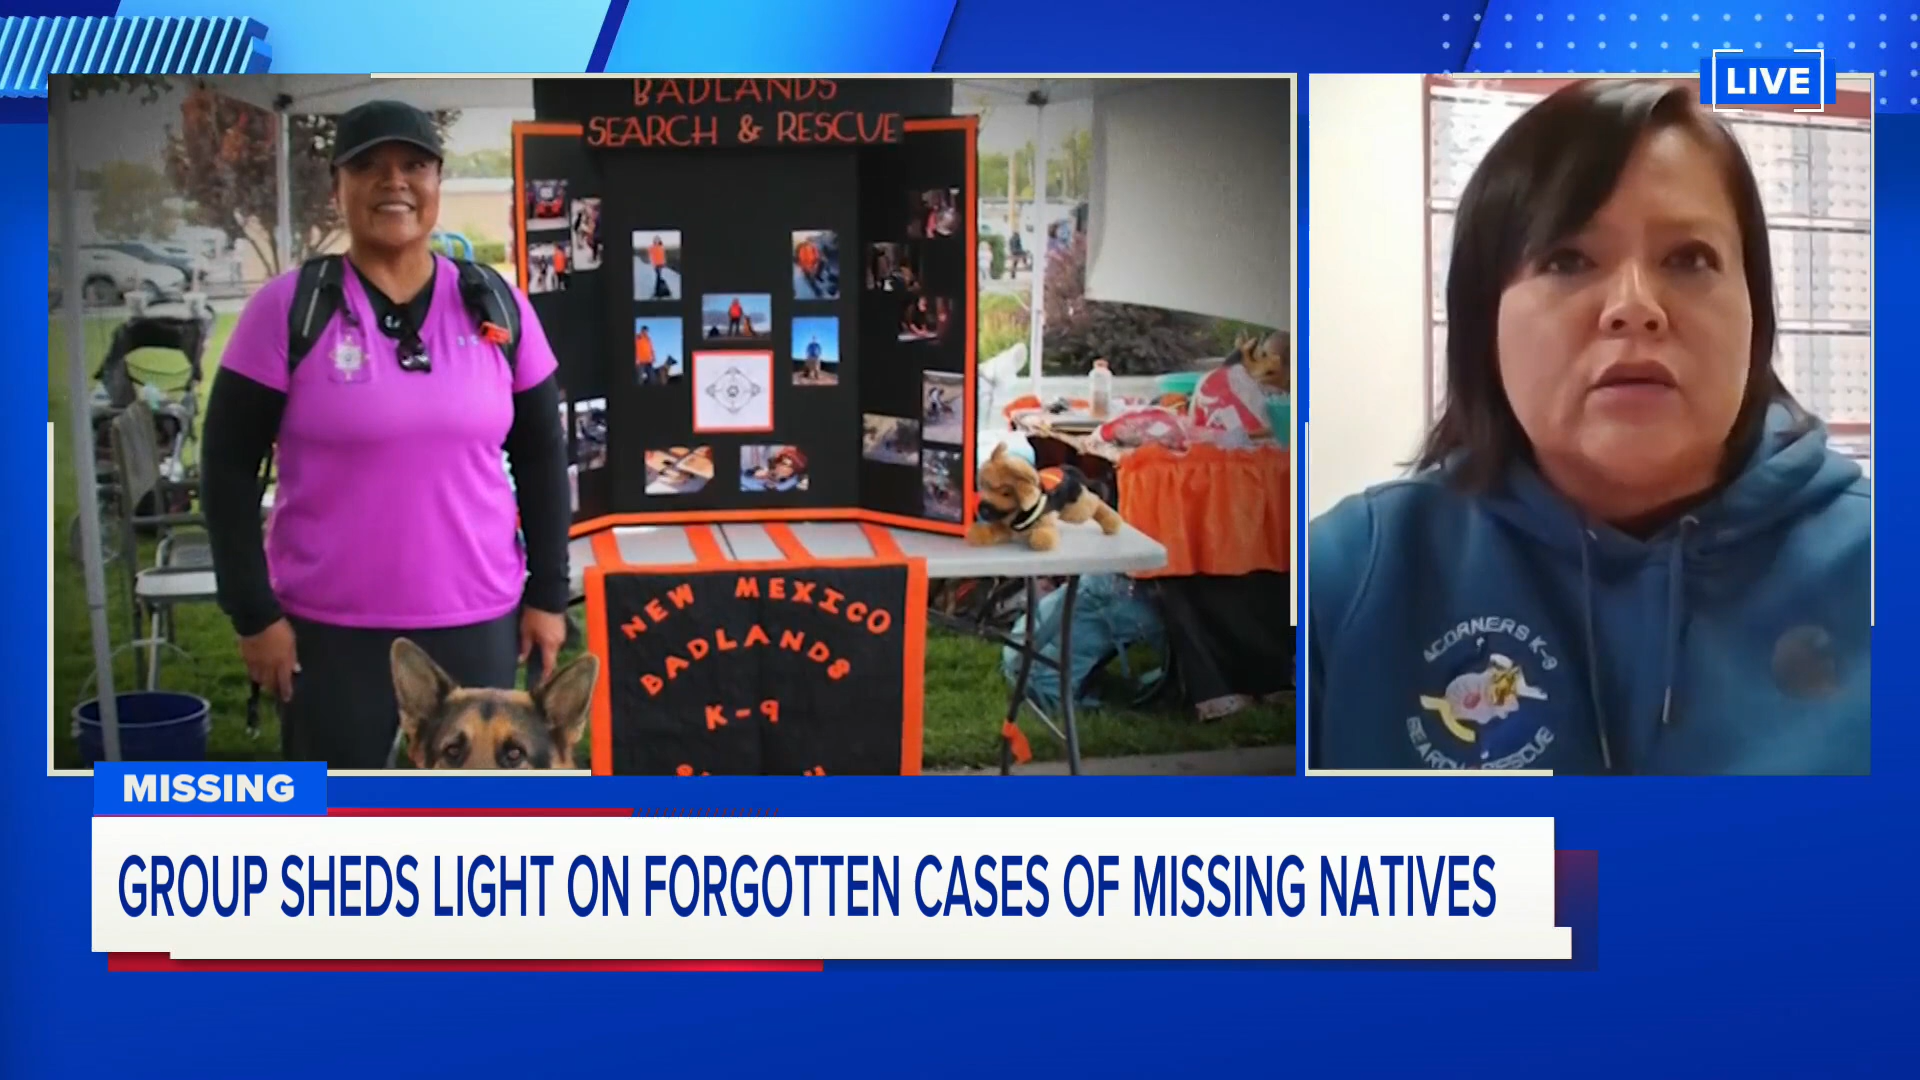 LIVE
BADLANDS
SEARCH & RESCUE
NEW MEXICO
BADLANDS
K-9
4CORNERS K-9
SEARCH RESCUE
MISSING
GROUP SHEDS LIGHT ON FORGOTTEN CASES OF MISSING NATIVES